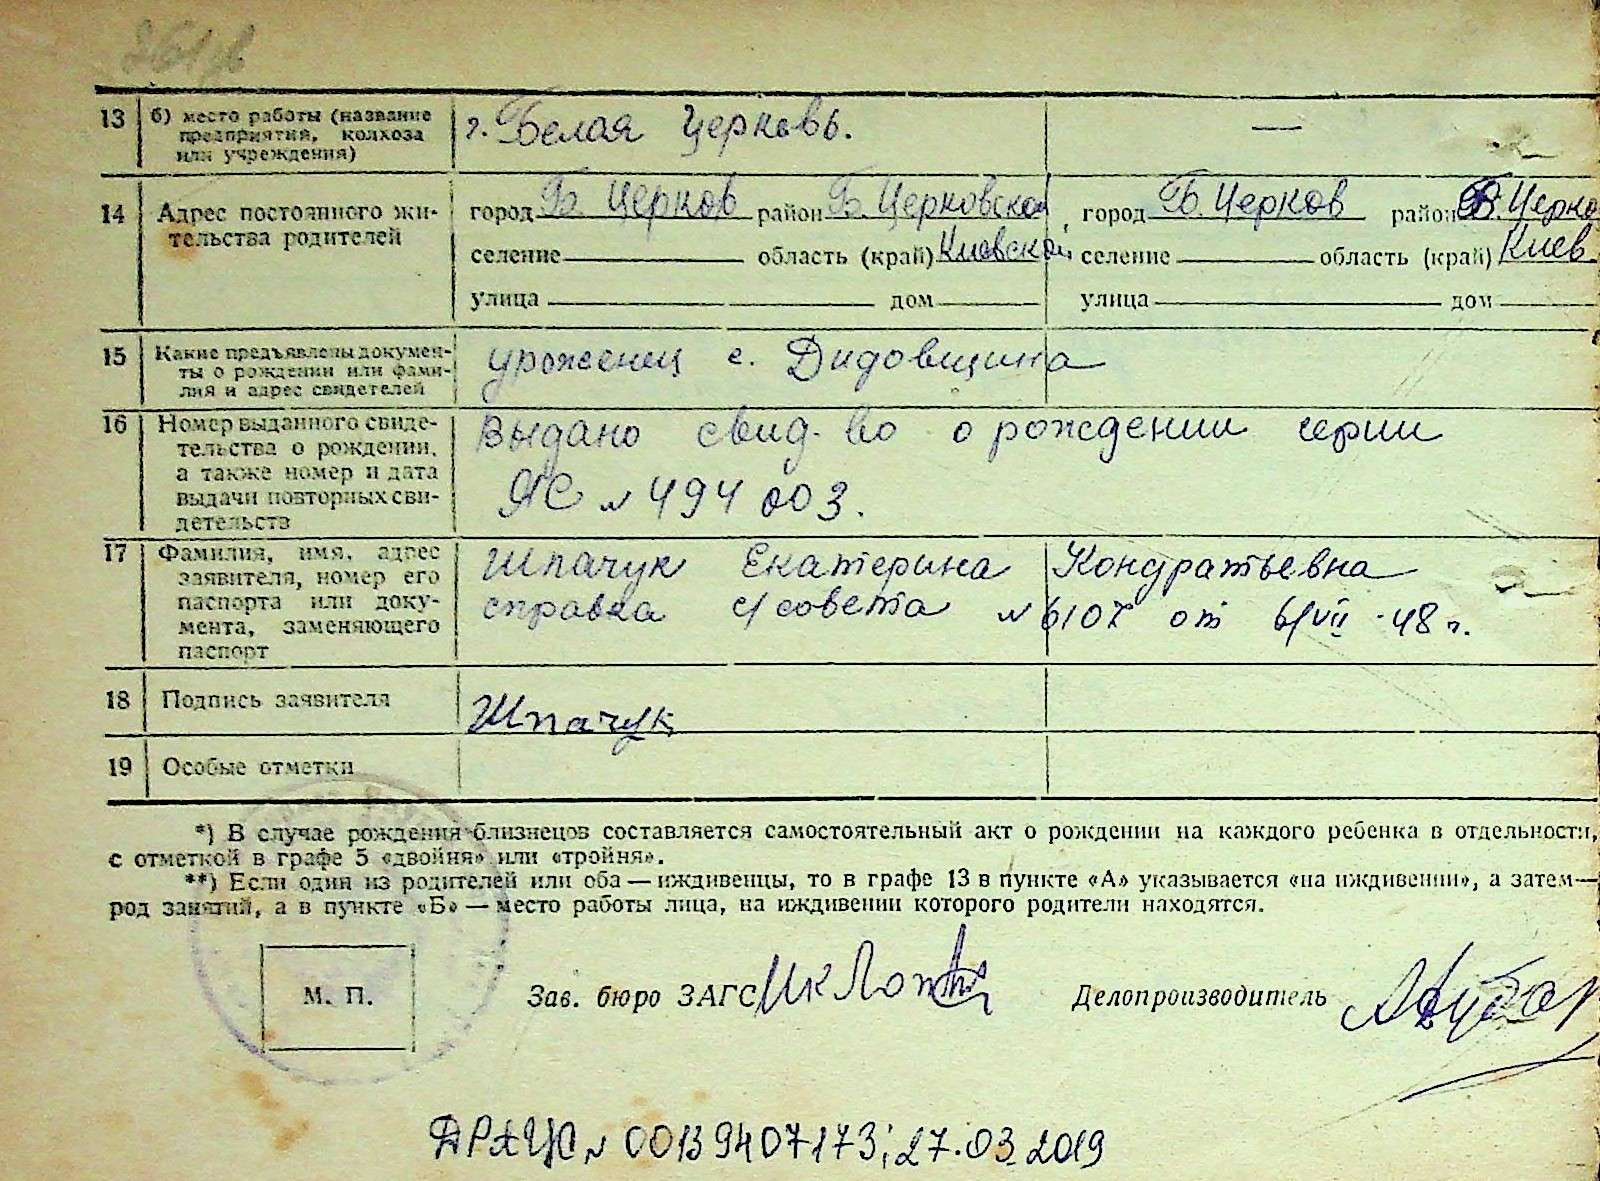 13 б) место работы (название предприятия, колхоза или учреждения) г. Белая Церковь. —
14 Адрес постоянного жительства родителей
город Б. Церков район Б. Церковской город Б. Церков район Б. Церко
селение область (край) Киевской селение область (край) Киев
улица дом улица дом
15 Какие предъявлены документы о рождении или фамилия и адрес свидетелей
уроженец с. Дидовщина
16 Номер выданного свидетельства о рождении, а также номер и дата выдачи повторных свидетельств
Выдано свид-во о рождении серии
ЯС № 494003.
17 Фамилия, имя, адрес заявителя, номер его паспорта или документа, заменяющего паспорт
Шпачук Екатерина Кондратьевна
справка с/совета № 6107 от 6/VII-48 г.
18 Подпись заявителя Шпачук
19 Особые отметки
*) В случае рождения близнецов составляется самостоятельный акт о рождении на каждого ребенка в отдельности,
с отметкой в графе 5 «двойня» или «тройня».
**) Если один из родителей или оба — иждивенцы, то в графе 13 в пункте «А» указывается «на иждивении», а затем —
род занятий, а в пункте «Б» — место работы лица, на иждивении которого родители находятся.
М. П. Зав. бюро ЗАГС Делопроизводитель
ДРАЦС № 00139407173; 27.03.2019